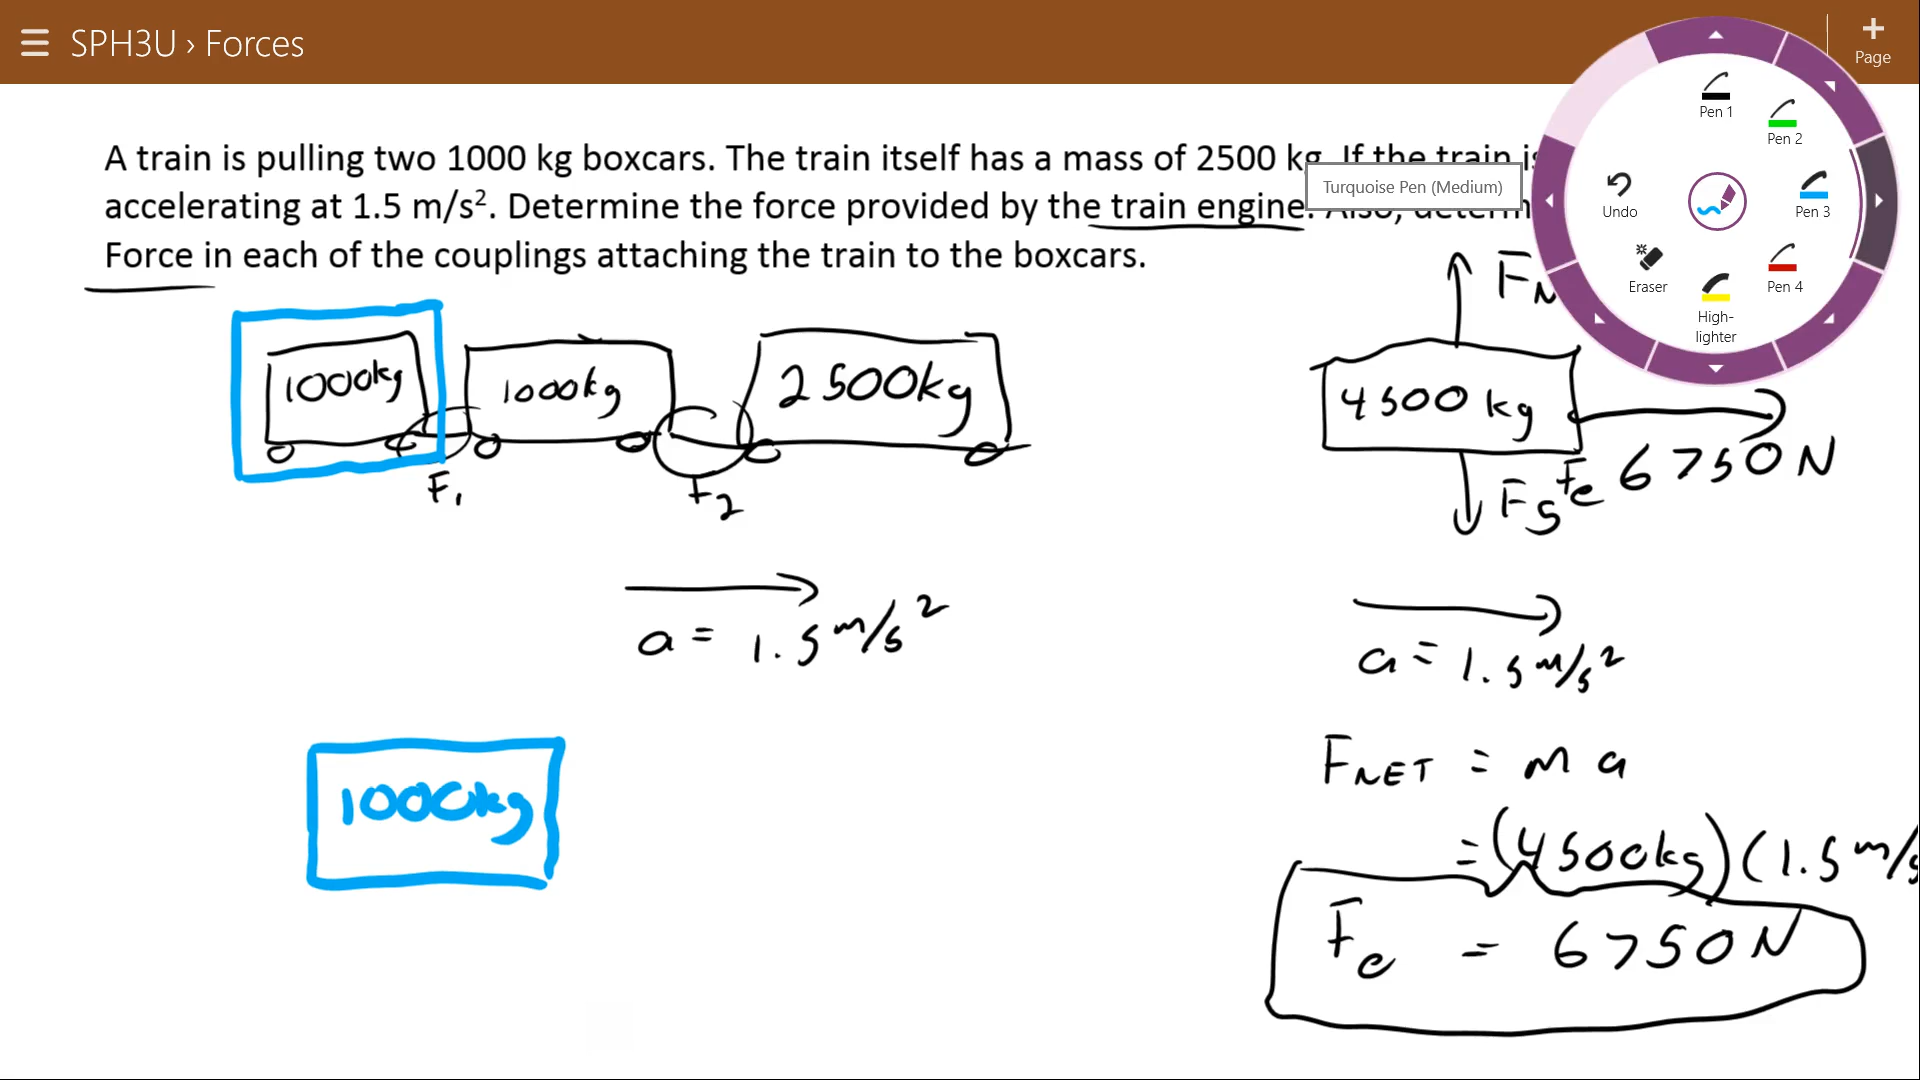 SPH3U › Forces
Page
Pen 1
Pen 2
Undo
Pen 3
Eraser
Pen 4
High-
lighter
A train is pulling two 1000 kg boxcars. The train itself has a mass of 2500 kg. If the train is
Turquoise Pen (Medium)
accelerating at 1.5 m/s². Determine the force provided by the train engine. Also, determ
Force in each of the couplings attaching the train to the boxcars.
1000kg 1000kg 2500kg
F₁ F₂
a = 1.5 m/s²
1000kg
FN
4500 kg
Fg Fe 6750N
a = 1.5 m/s²
FNET = m a
= (4500kg) (1.5 m/s
Fe = 6750N